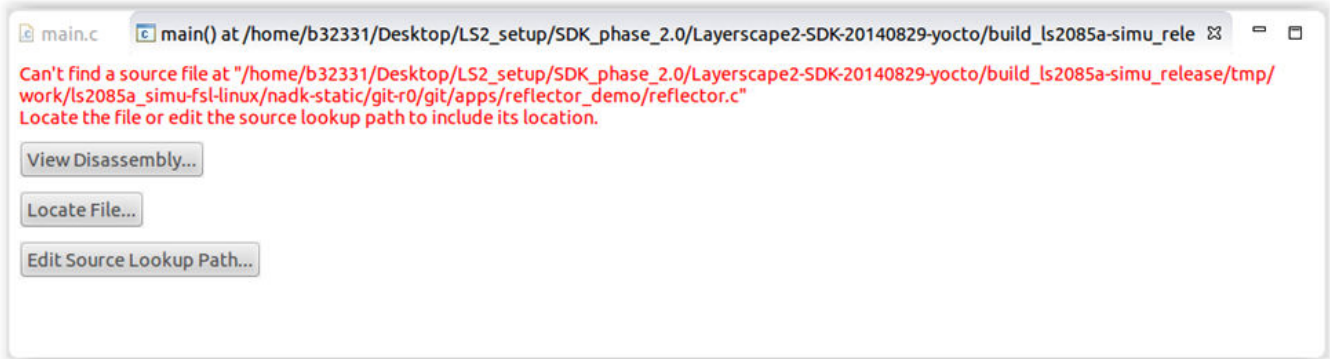 main.c
main() at /home/b32331/Desktop/LS2_setup/SDK_phase_2.0/Layerscape2-SDK-20140829-yocto/build_ls2085a-simu_rele
Can't find a source file at "/home/b32331/Desktop/LS2_setup/SDK_phase_2.0/Layerscape2-SDK-20140829-yocto/build_ls2085a-simu_release/tmp/
work/ls2085a_simu-fsl-linux/nadk-static/git-r0/git/apps/reflector_demo/reflector.c"
Locate the file or edit the source lookup path to include its location.
View Disassembly...
Locate File...
Edit Source Lookup Path...